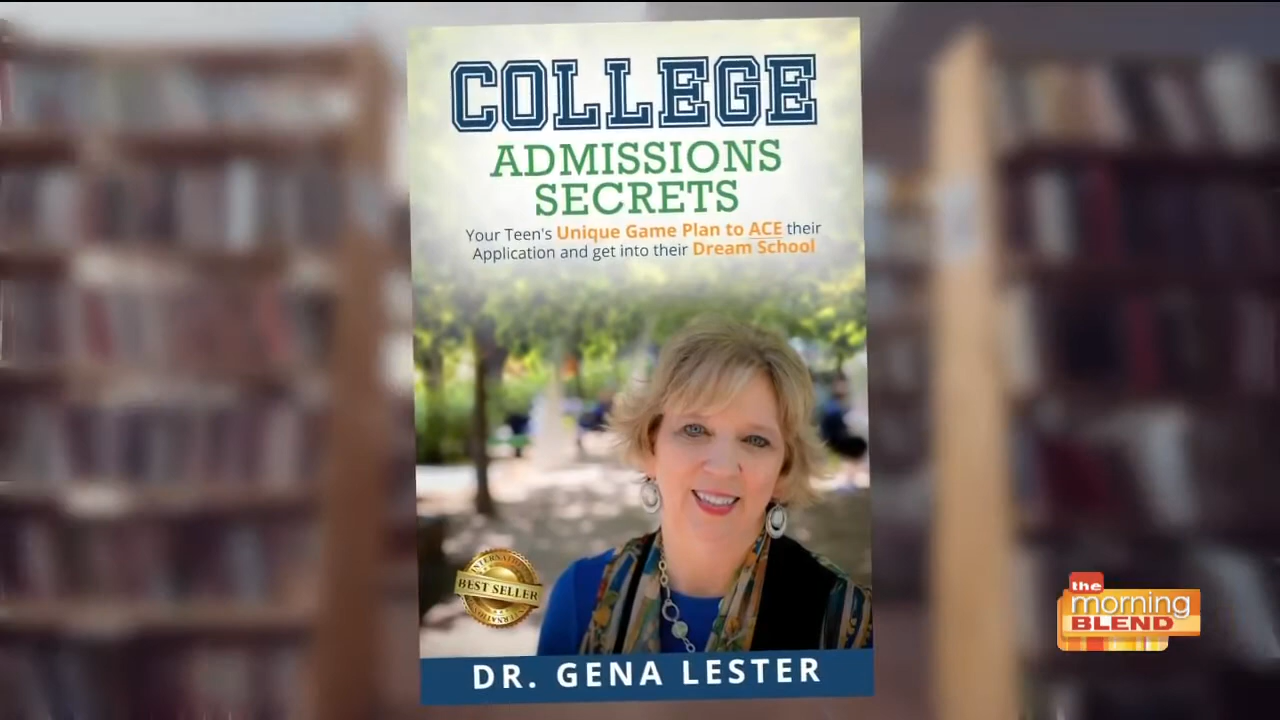 COLLEGE
ADMISSIONS
SECRETS
Your Teen's Unique Game Plan to ACE their
Application and get into their Dream School
BEST SELLER
DR. GENA LESTER
the
morning
BLEND